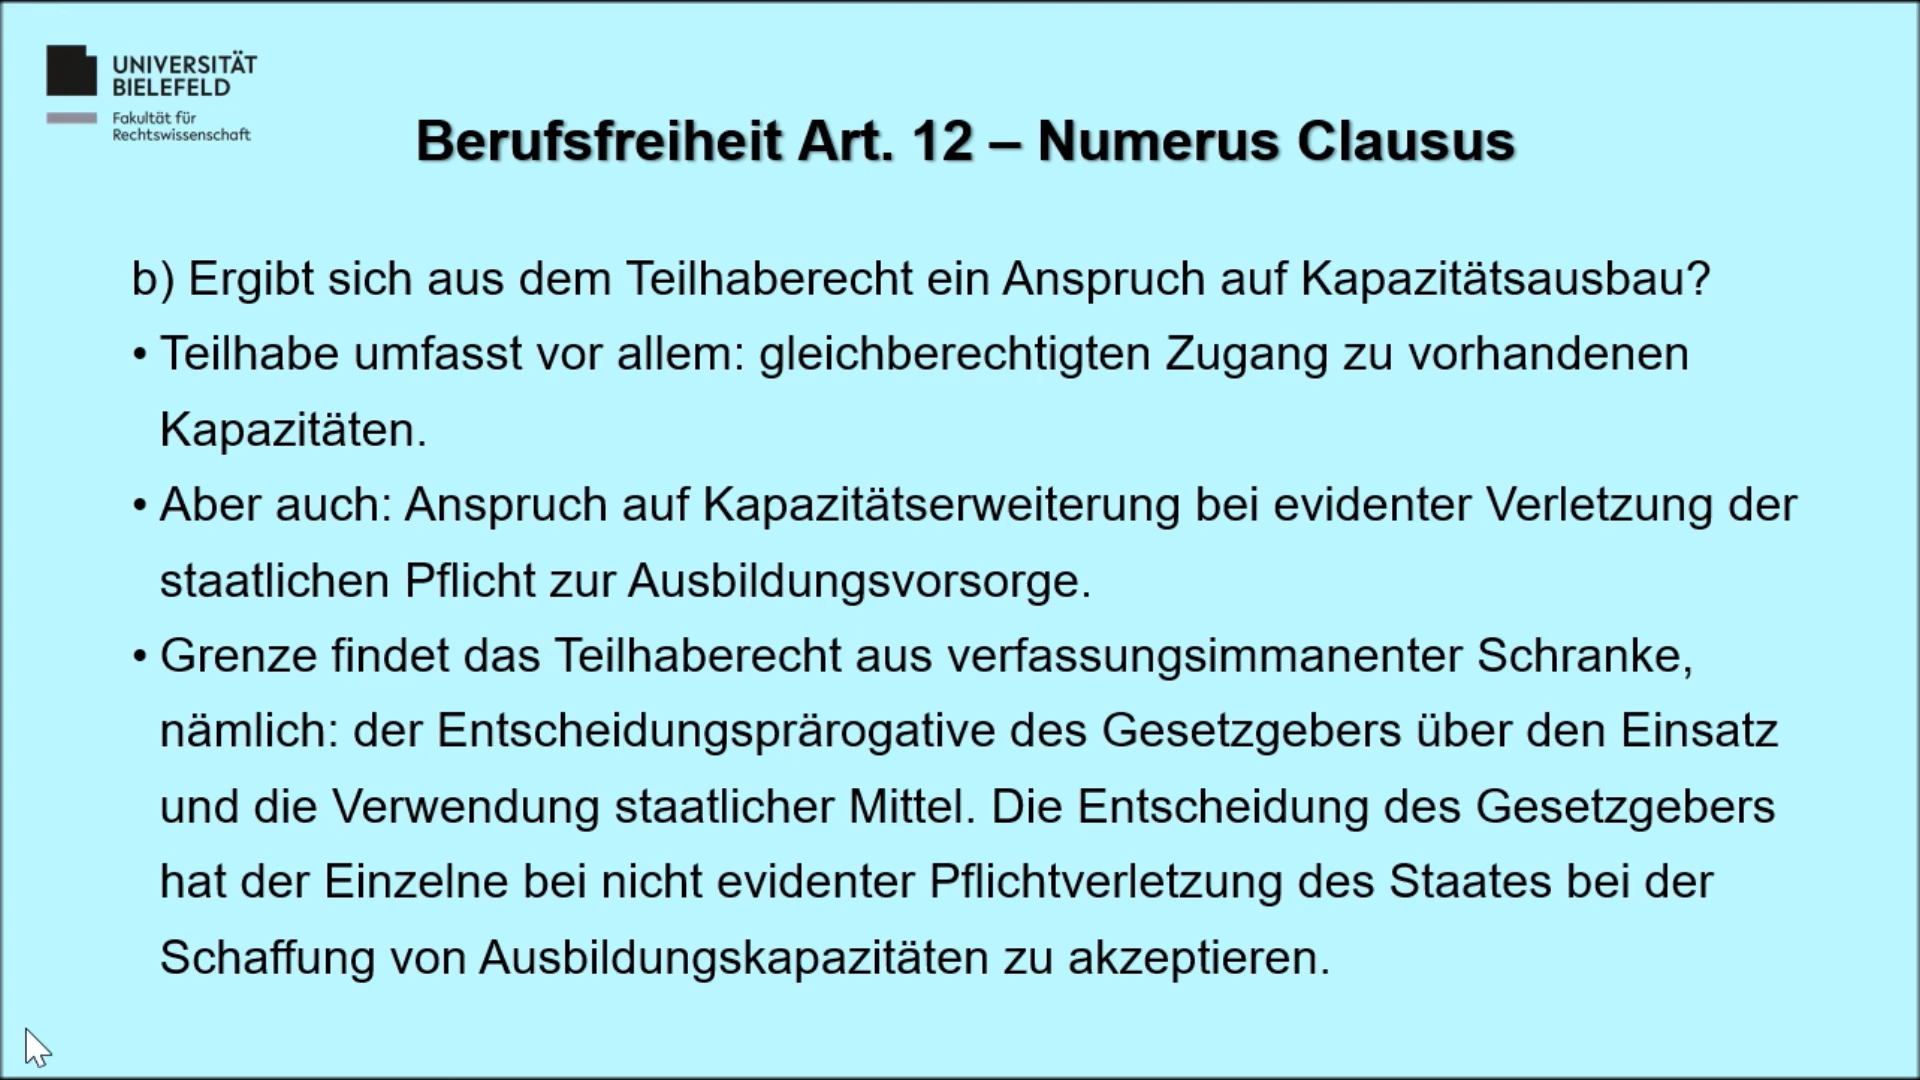 UNIVERSITÄT
BIELEFELD
Fakultät für
Rechtswissenschaft
Berufsfreiheit Art. 12 – Numerus Clausus
b) Ergibt sich aus dem Teilhaberecht ein Anspruch auf Kapazitätsausbau?
• Teilhabe umfasst vor allem: gleichberechtigten Zugang zu vorhandenen
Kapazitäten.
• Aber auch: Anspruch auf Kapazitätserweiterung bei evidenter Verletzung der
staatlichen Pflicht zur Ausbildungsvorsorge.
• Grenze findet das Teilhaberecht aus verfassungsimmanenter Schranke,
nämlich: der Entscheidungsprärogative des Gesetzgebers über den Einsatz
und die Verwendung staatlicher Mittel. Die Entscheidung des Gesetzgebers
hat der Einzelne bei nicht evidenter Pflichtverletzung des Staates bei der
Schaffung von Ausbildungskapazitäten zu akzeptieren.